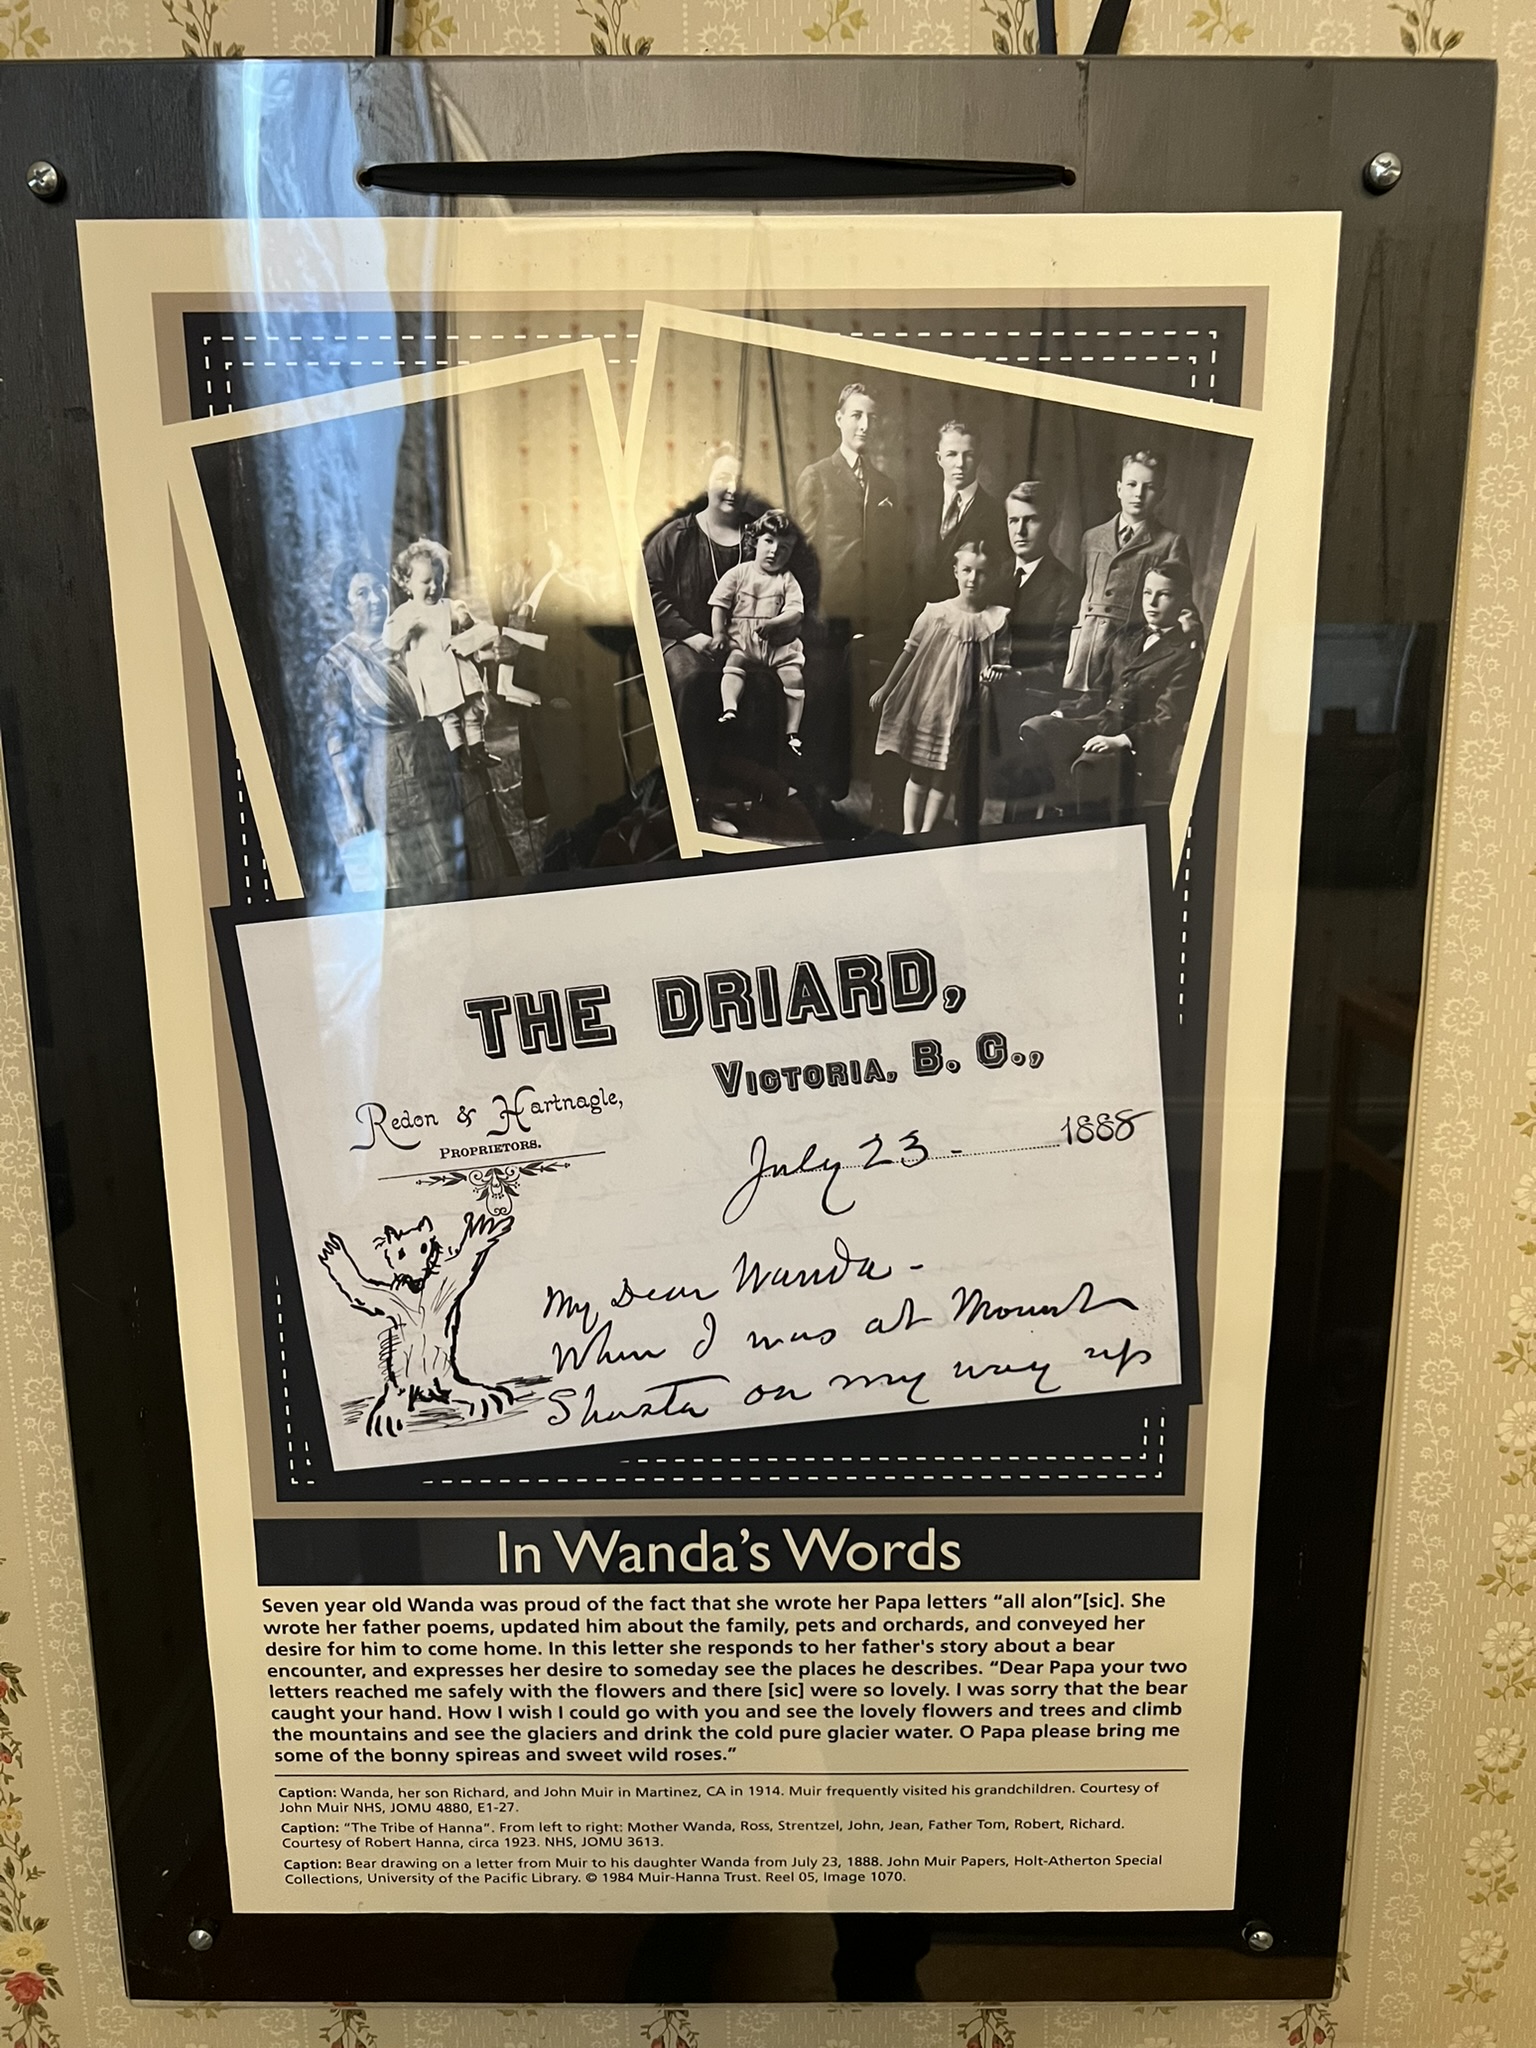 THE DRIARD,
VICTORIA, B. C.,
Redon & Hartnagle,
PROPRIETORS.
July 23 - 1888
My Dear Wanda -
When I was at Mount
Shasta on my way up
In Wanda's Words
Seven year old Wanda was proud of the fact that she wrote her Papa letters “all alon”[sic]. She
wrote her father poems, updated him about the family, pets and orchards, and conveyed her
desire for him to come home. In this letter she responds to her father's story about a bear
encounter, and expresses her desire to someday see the places he describes. “Dear Papa your two
letters reached me safely with the flowers and there [sic] were so lovely. I was sorry that the bear
caught your hand. How I wish I could go with you and see the lovely flowers and trees and climb
the mountains and see the glaciers and drink the cold pure glacier water. O Papa please bring me
some of the bonny spireas and sweet wild roses.”
Caption: Wanda, her son Richard, and John Muir in Martinez, CA in 1914. Muir frequently visited his grandchildren. Courtesy of
John Muir NHS, JOMU 4880, E1-27.
Caption: “The Tribe of Hanna”. From left to right: Mother Wanda, Ross, Strentzel, John, Jean, Father Tom, Robert, Richard.
Courtesy of Robert Hanna, circa 1923. NHS, JOMU 3613.
Caption: Bear drawing on a letter from Muir to his daughter Wanda from July 23, 1888. John Muir Papers, Holt-Atherton Special
Collections, University of the Pacific Library. © 1984 Muir-Hanna Trust. Reel 05, Image 1070.